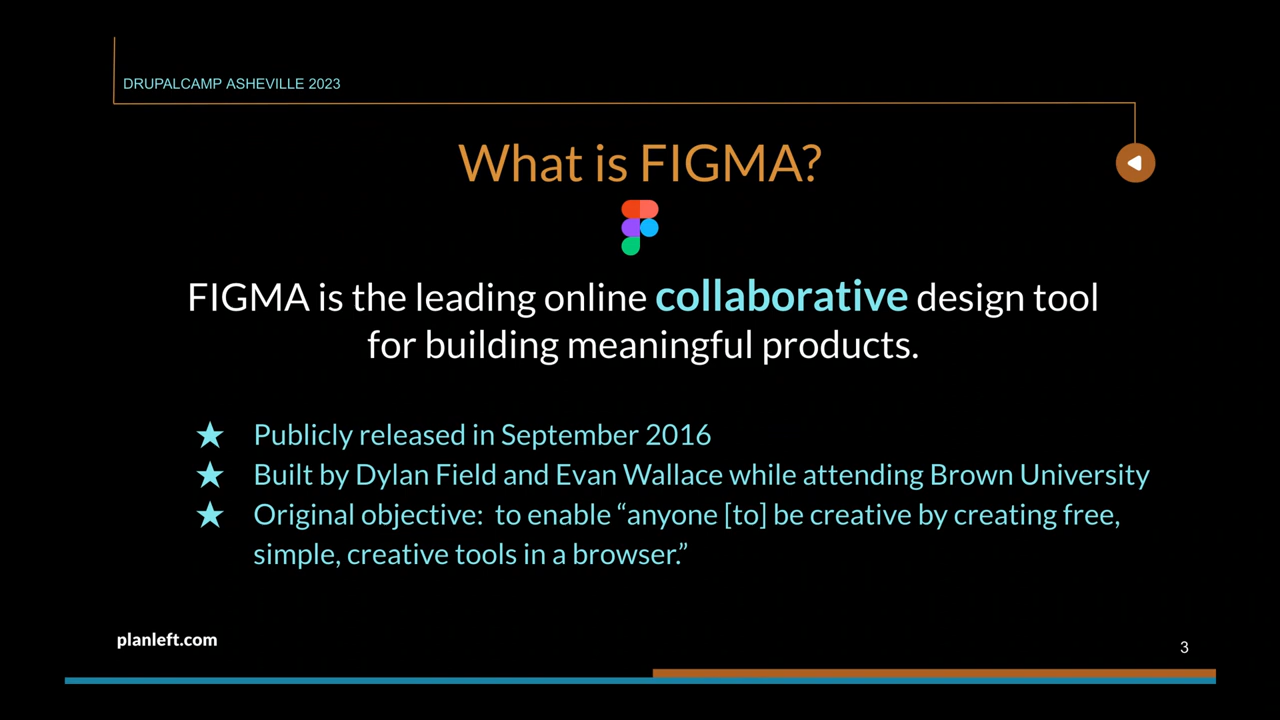 DRUPALCAMP ASHEVILLE 2023
What is FIGMA?
FIGMA is the leading online collaborative design tool
for building meaningful products.
★ Publicly released in September 2016
★ Built by Dylan Field and Evan Wallace while attending Brown University
★ Original objective:  to enable “anyone [to] be creative by creating free,
simple, creative tools in a browser.”
planleft.com
3